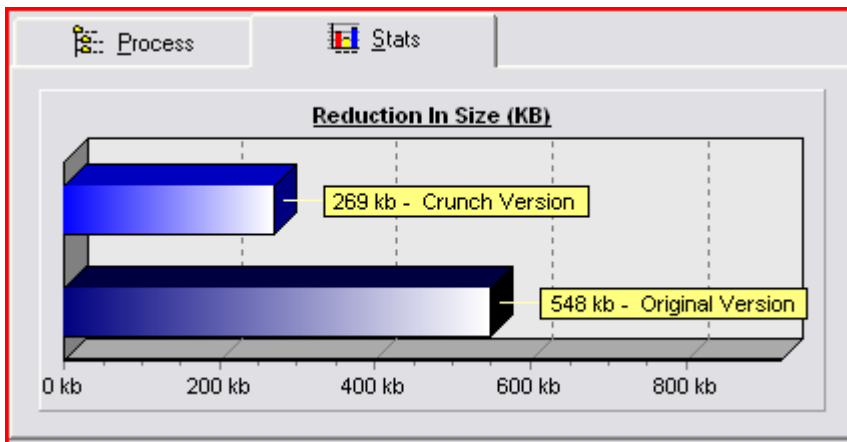 Process Stats
Reduction In Size (KB)
269 kb - Crunch Version
548 kb - Original Version
0 kb 200 kb 400 kb 600 kb 800 kb